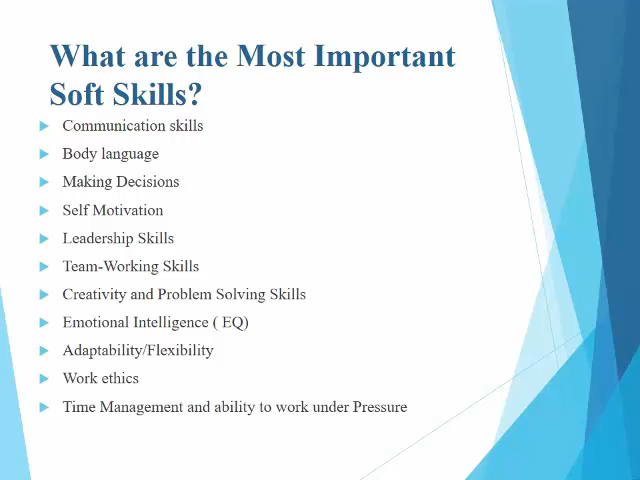 What are the Most Important
Soft Skills?
Communication skills
Body language
Making Decisions
Self Motivation
Leadership Skills
Team-Working Skills
Creativity and Problem Solving Skills
Emotional Intelligence ( EQ)
Adaptability/Flexibility
Work ethics
Time Management and ability to work under Pressure